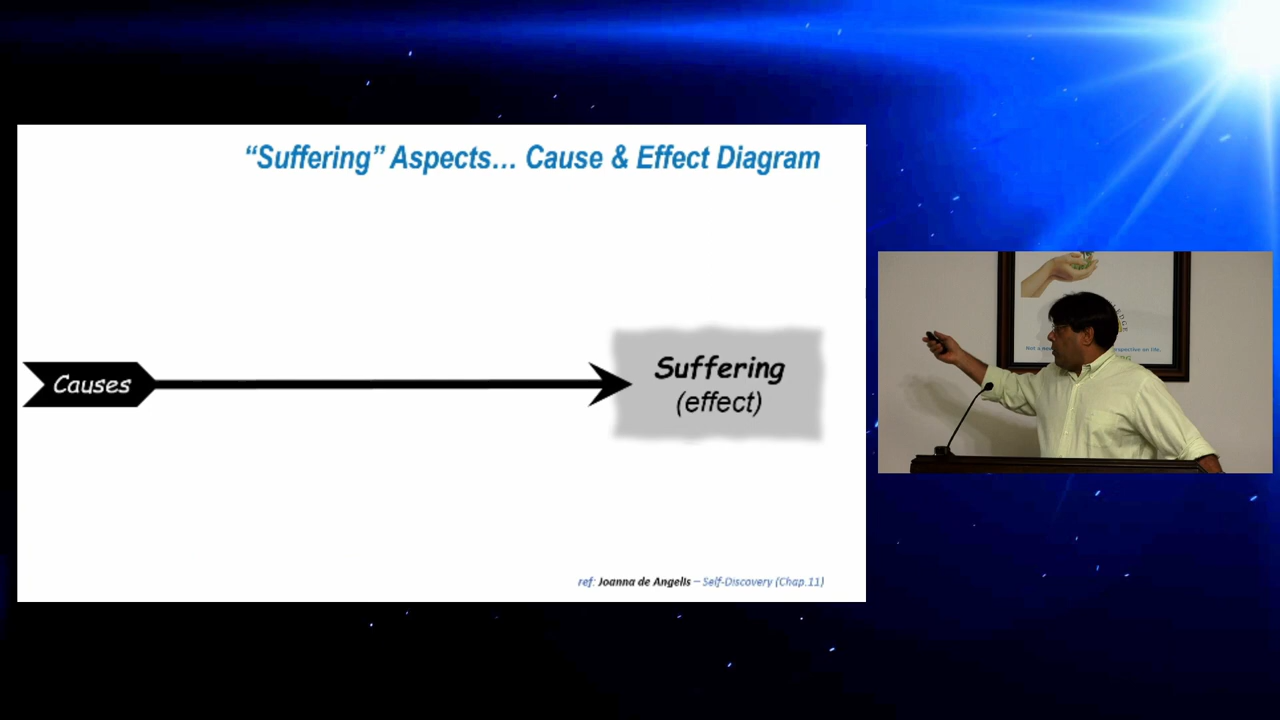 “Suffering” Aspects... Cause & Effect Diagram
Causes
Suffering
(effect)
ref: Joanna de Angelis – Self-Discovery (Chap.11)